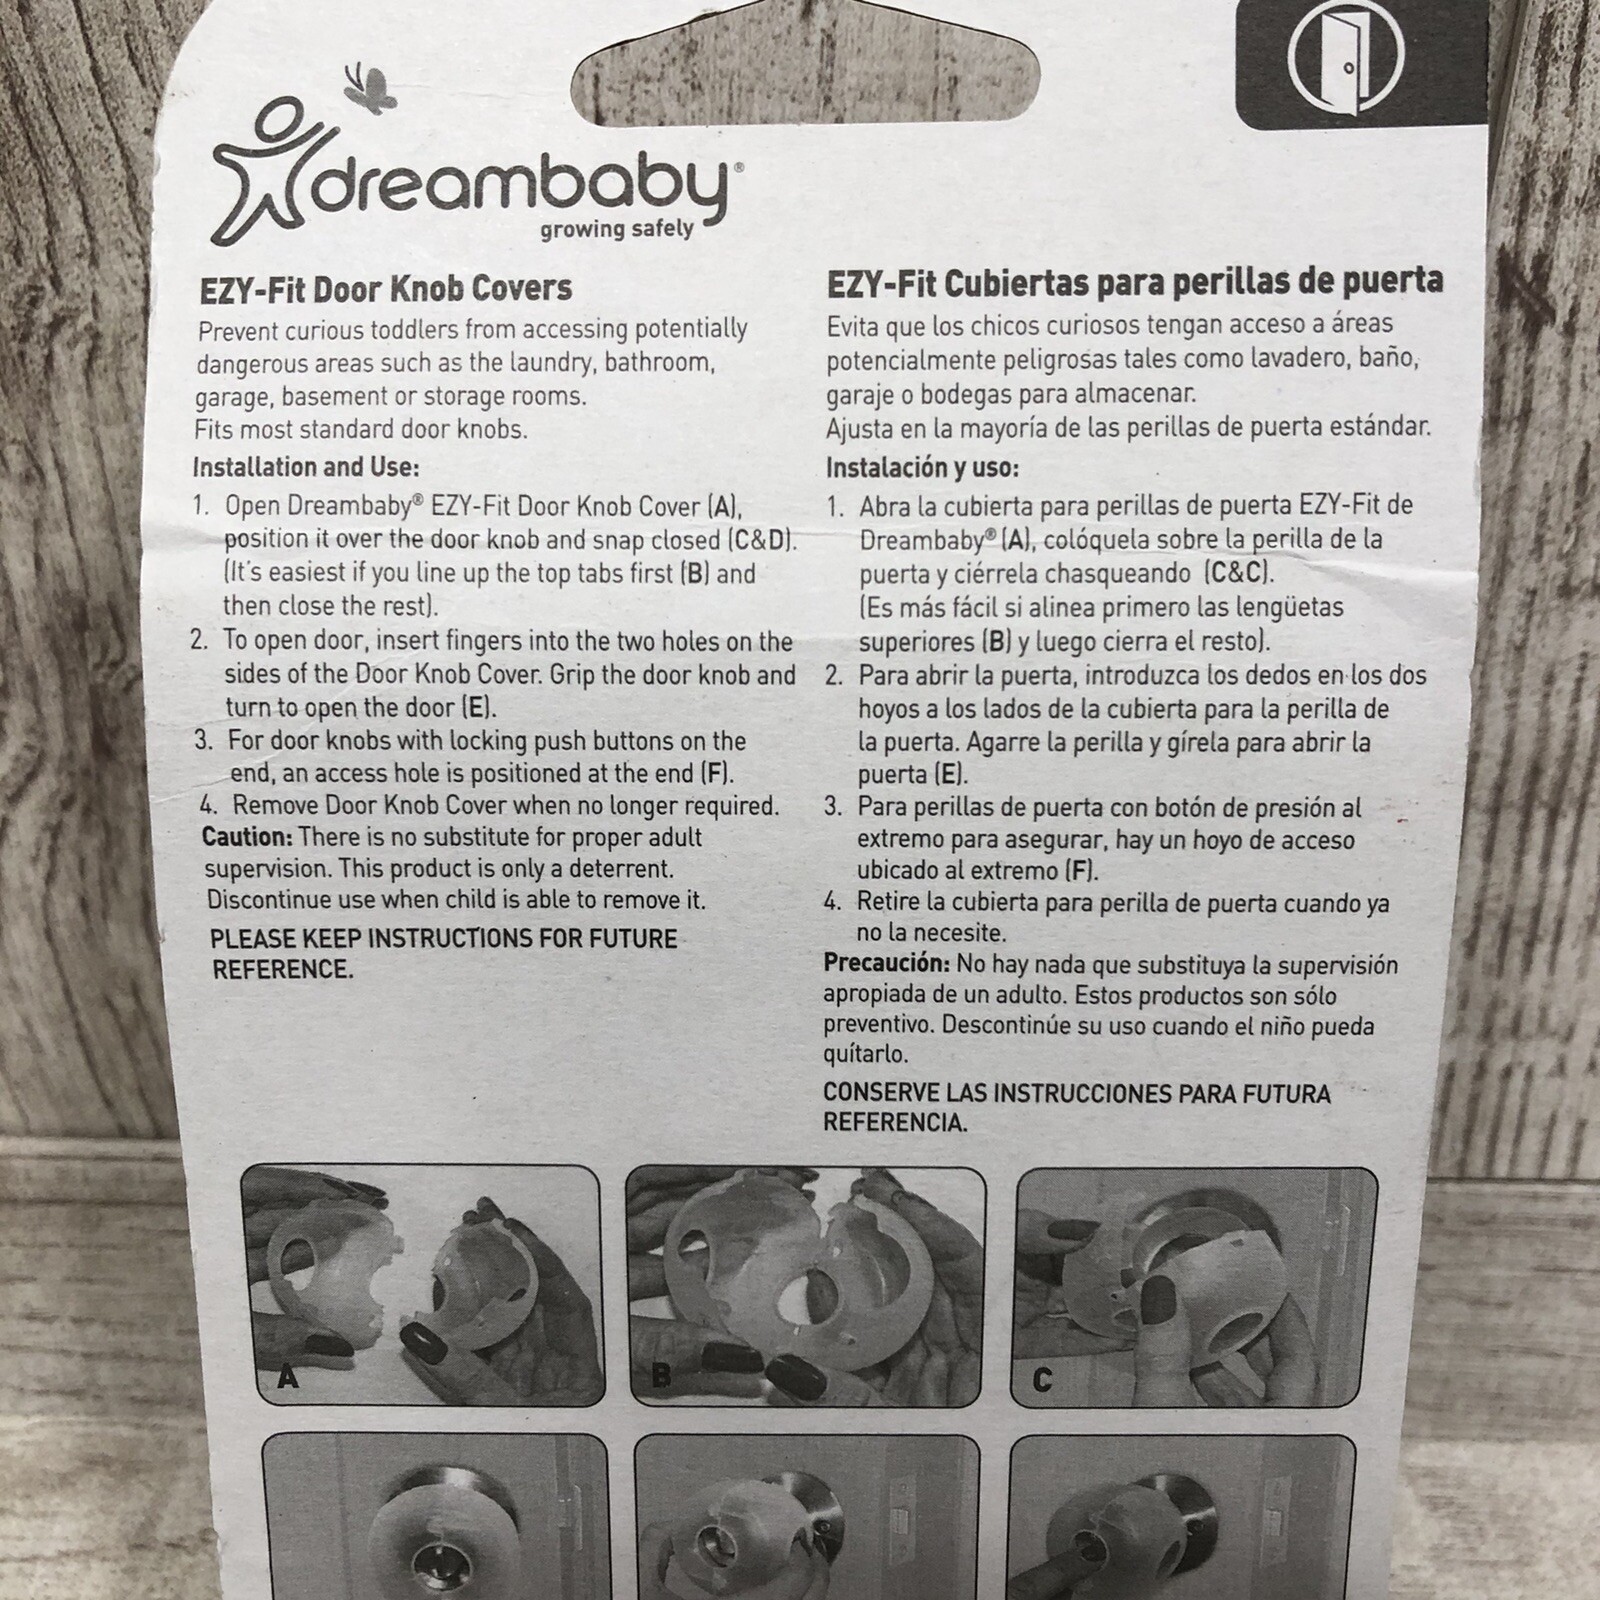 dreambaby®
growing safely
EZY-Fit Door Knob Covers
Prevent curious toddlers from accessing potentially
dangerous areas such as the laundry, bathroom,
garage, basement or storage rooms.
Fits most standard door knobs.
Installation and Use:
1. Open Dreambaby® EZY-Fit Door Knob Cover (A),
position it over the door knob and snap closed (C&D).
(It's easiest if you line up the top tabs first (B) and
then close the rest).
2. To open door, insert fingers into the two holes on the
sides of the Door Knob Cover. Grip the door knob and
turn to open the door (E).
3. For door knobs with locking push buttons on the
end, an access hole is positioned at the end (F).
4. Remove Door Knob Cover when no longer required.
Caution: There is no substitute for proper adult
supervision. This product is only a deterrent.
Discontinue use when child is able to remove it.
PLEASE KEEP INSTRUCTIONS FOR FUTURE
REFERENCE.
EZY-Fit Cubiertas para perillas de puerta
Evita que los chicos curiosos tengan acceso a áreas
potencialmente peligrosas tales como lavadero, baño,
garaje o bodegas para almacenar.
Ajusta en la mayoría de las perillas de puerta estándar.
Instalación y uso:
1. Abra la cubierta para perillas de puerta EZY-Fit de
Dreambaby® (A), colóquela sobre la perilla de la
puerta y ciérrela chasqueando (C&C).
(Es más fácil si alinea primero las lengüetas
superiores (B) y luego cierra el resto).
2. Para abrir la puerta, introduzca los dedos en los dos
hoyos a los lados de la cubierta para la perilla de
la puerta. Agarre la perilla y gírela para abrir la
puerta (E).
3. Para perillas de puerta con botón de presión al
extremo para asegurar, hay un hoyo de acceso
ubicado al extremo (F).
4. Retire la cubierta para perilla de puerta cuando ya
no la necesite.
Precaución: No hay nada que substituya la supervisión
apropiada de un adulto. Estos productos son sólo
preventivo. Descontinúe su uso cuando el niño pueda
quítarlo.
CONSERVE LAS INSTRUCCIONES PARA FUTURA
REFERENCIA.
A
B
C